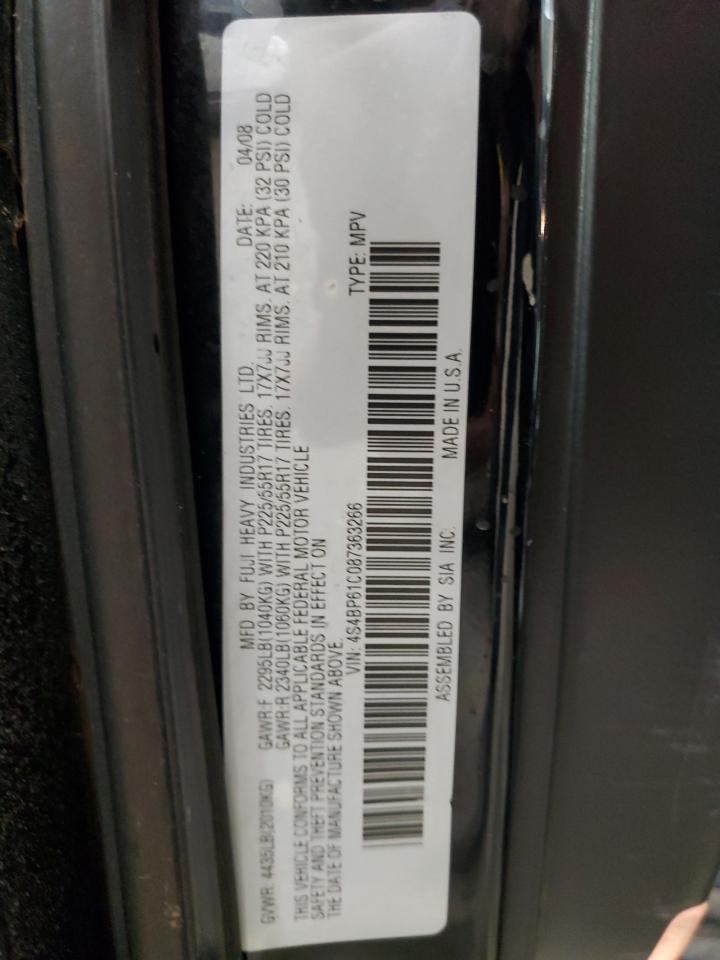 MFD BY FUJI HEAVY INDUSTRIES LTD. DATE: 04/08
GVWR: 4435LB(2010KG) GAWR:F 2295LB(1040KG) WITH P225/55R17 TIRES. 17X7JJ RIMS. AT 220 KPA (32 PSI) COLD
GAWR:R 2340LB(1060KG) WITH P225/55R17 TIRES. 17X7JJ RIMS. AT 210 KPA (30 PSI) COLD
THIS VEHICLE CONFORMS TO ALL APPLICABLE FEDERAL MOTOR VEHICLE
SAFETY AND THEFT PREVENTION STANDARDS IN EFFECT ON
THE DATE OF MANUFACTURE SHOWN ABOVE.
VIN: 4S4BP61C087363266 TYPE: MPV
ASSEMBLED BY SIA INC. MADE IN U.S.A.